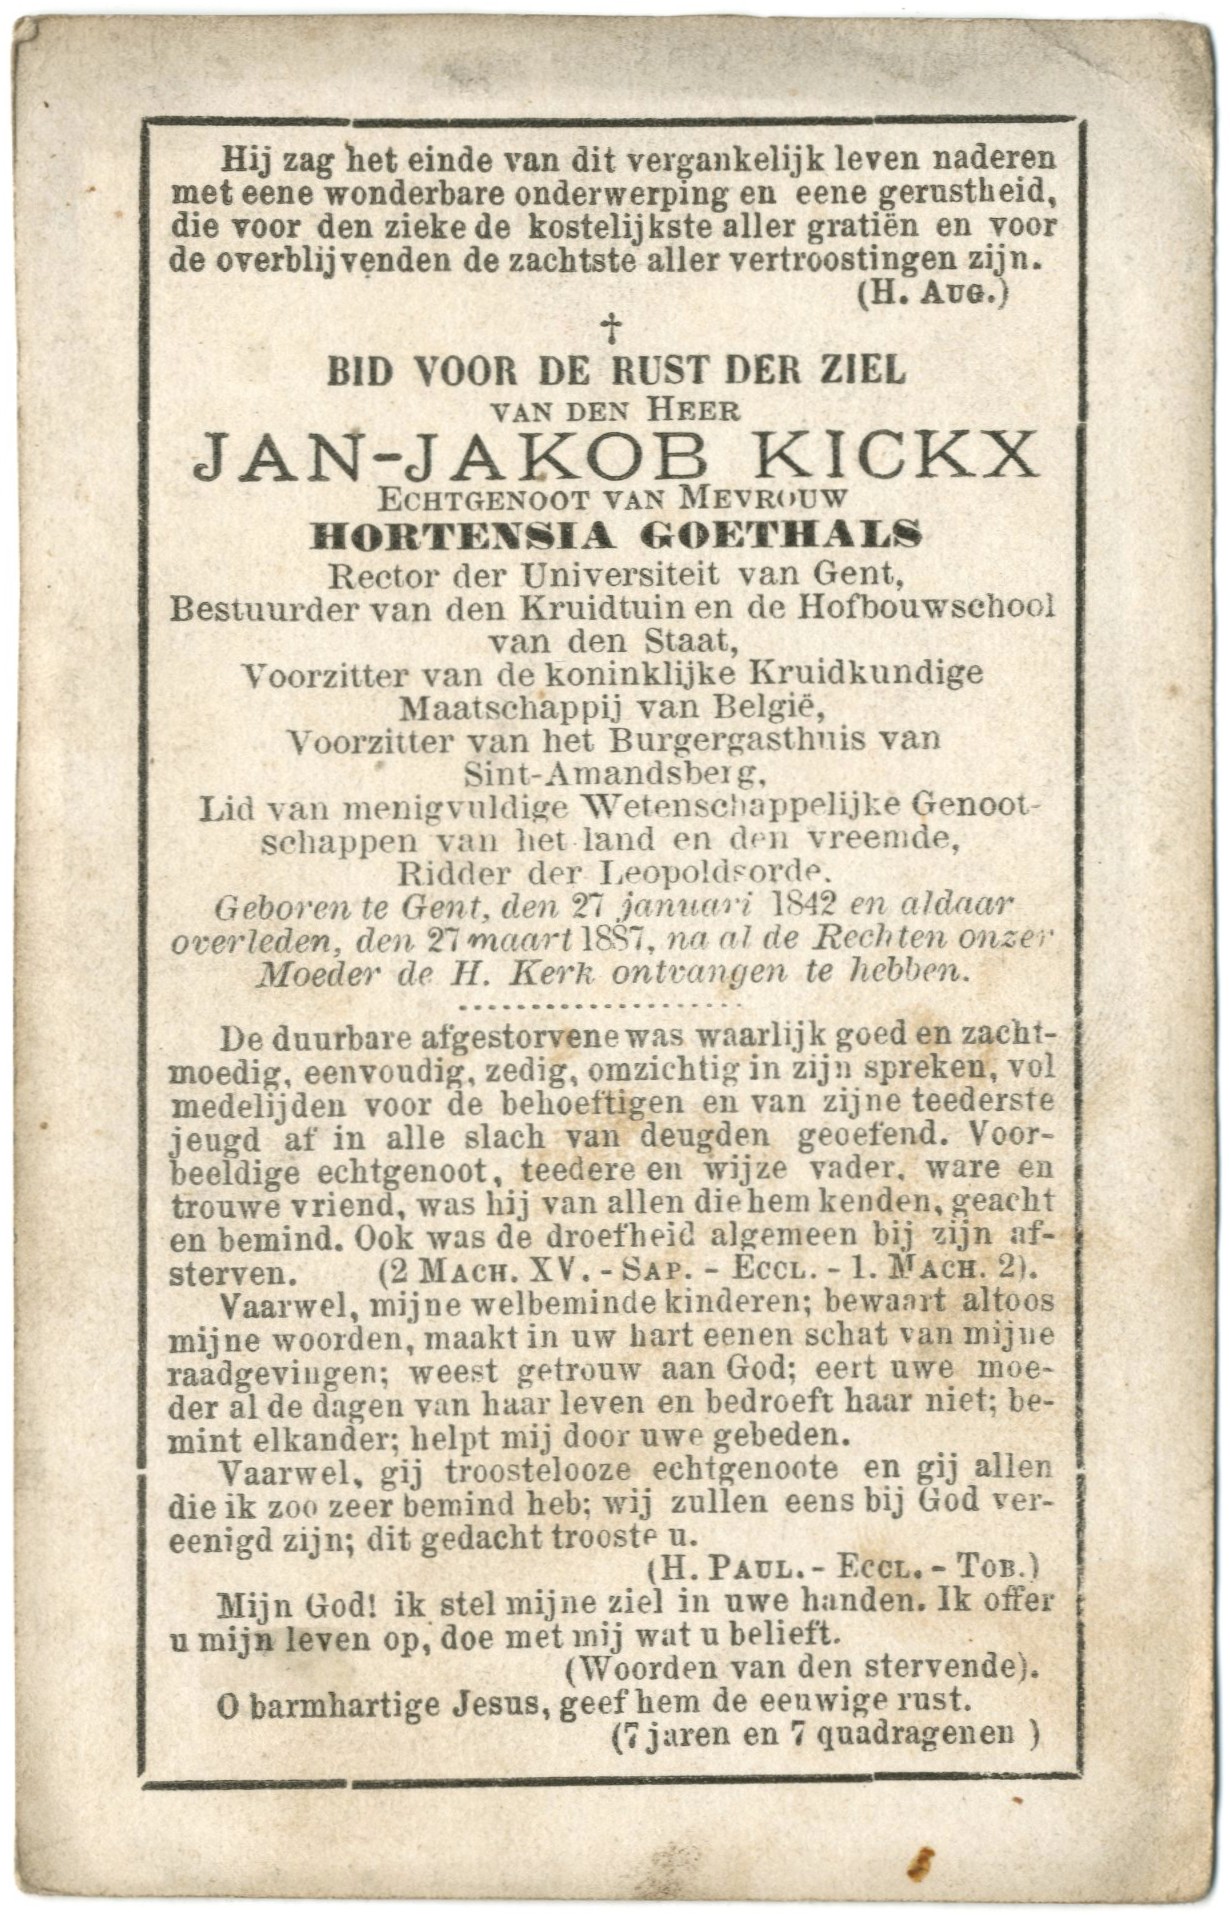 Hij zag het einde van dit vergankelijk leven naderen
met eene wonderbare onderwerping en eene gerustheid,
die voor den zieke de kostelijkste aller gratiën en voor
de overblijvenden de zachtste aller vertroostingen zijn.
(H. AUG.)
†
BID VOOR DE RUST DER ZIEL
VAN DEN HEER
JAN-JAKOB KICKX
ECHTGENOOT VAN MEVROUW
HORTENSIA GOETHALS
Rector der Universiteit van Gent,
Bestuurder van den Kruidtuin en de Hofbouwschool
van den Staat,
Voorzitter van de koninklijke Kruidkundige
Maatschappij van België,
Voorzitter van het Burgergasthuis van
Sint-Amandsberg,
Lid van menigvuldige Wetenschappelijke Genoot-
schappen van het land en den vreemde,
Ridder der Leopoldsorde.
Geboren te Gent, den 27 januari 1842 en aldaar
overleden, den 27 maart 1887, na al de Rechten onzer
Moeder de H. Kerk ontvangen te hebben.
De duurbare afgestorvene was waarlijk goed en zacht-
moedig, eenvoudig, zedig, omzichtig in zijn spreken, vol
medelijden voor de behoeftigen en van zijne teederste
jeugd af in alle slach van deugden geoefend. Voor-
beeldige echtgenoot, teedere en wijze vader, ware en
trouwe vriend, was hij van allen die hem kenden, geacht
en bemind. Ook was de droefheid algemeen bij zijn af-
sterven. (2 MACH. XV. - SAP. - ECCL. - 1. MACH. 2).
Vaarwel, mijne welbeminde kinderen; bewaart altoos
mijne woorden, maakt in uw hart eenen schat van mijne
raadgevingen; weest getrouw aan God; eert uwe moe-
der al de dagen van haar leven en bedroeft haar niet; be-
mint elkander; helpt mij door uwe gebeden.
Vaarwel, gij troostelooze echtgenoote en gij allen
die ik zoo zeer bemind heb; wij zullen eens bij God ver-
eenigd zijn; dit gedacht trooste u.
(H. PAUL. - ECCL. - TOB.)
Mijn God! ik stel mijne ziel in uwe handen. Ik offer
u mijn leven op, doe met mij wat u belieft.
(Woorden van den stervende).
O barmhartige Jesus, geef hem de eeuwige rust.
(7 jaren en 7 quadragenen )